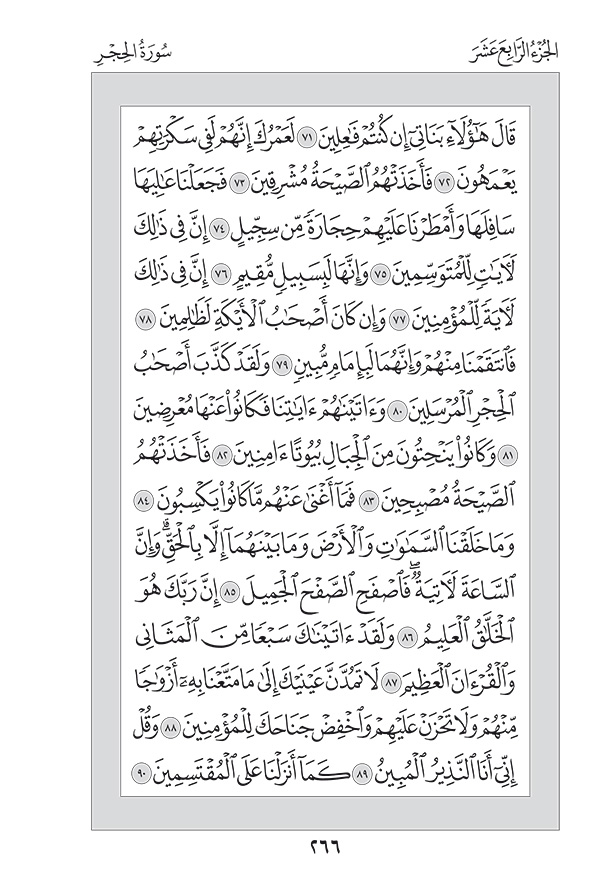 الجُزْءُ الرَّابِعَ عَشَرَ
سُورَةُ الحِجْرِ
قَالَ هَٰٓؤُلَآءِ بَنَاتِىٓ إِن كُنتُمْ فَٰعِلِينَ ٧١ لَعَمْرُكَ إِنَّهُمْ لَفِى سَكْرَتِهِمْ
يَعْمَهُونَ ٧٢ فَأَخَذَتْهُمُ ٱلصَّيْحَةُ مُشْرِقِينَ ٧٣ فَجَعَلْنَا عَٰلِيَهَا
سَافِلَهَا وَأَمْطَرْنَا عَلَيْهِمْ حِجَارَةً مِّن سِجِّيلٍ ٧٤ إِنَّ فِى ذَٰلِكَ
لَءَايَٰتٍ لِّلْمُتَوَسِّمِينَ ٧٥ وَإِنَّهَا لَبِسَبِيلٍ مُّقِيمٍ ٧٦ إِنَّ فِى ذَٰلِكَ
لَءَايَةً لِّلْمُؤْمِنِينَ ٧٧ وَإِن كَانَ أَصْحَٰبُ ٱلْأَيْكَةِ لَظَٰلِمِينَ ٧٨
فَٱنتَقَمْنَا مِنْهُمْ وَإِنَّهُمَا لَبِإِمَامٍ مُّبِينٍ ٧٩ وَلَقَدْ كَذَّبَ أَصْحَٰبُ
ٱلْحِجْرِ ٱلْمُرْسَلِينَ ٨٠ وَءَاتَيْنَٰهُمْ ءَايَٰتِنَا فَكَانُوا۟ عَنْهَا مُعْرِضِينَ
٨١ وَكَانُوا۟ يَنْحِتُونَ مِنَ ٱلْجِبَالِ بُيُوتًا ءَامِنِينَ ٨٢ فَأَخَذَتْهُمُ
ٱلصَّيْحَةُ مُصْبِحِينَ ٨٣ فَمَآ أَغْنَىٰ عَنْهُم مَّا كَانُوا۟ يَكْسِبُونَ ٨٤
وَمَا خَلَقْنَا ٱلسَّمَٰوَٰتِ وَٱلْأَرْضَ وَمَا بَيْنَهُمَآ إِلَّا بِٱلْحَقِّ ۗ وَإِنَّ
ٱلسَّاعَةَ لَءَاتِيَةٌ ۖ فَٱصْفَحِ ٱلصَّفْحَ ٱلْجَمِيلَ ٨٥ إِنَّ رَبَّكَ هُوَ
ٱلْخَلَّٰقُ ٱلْعَلِيمُ ٨٦ وَلَقَدْ ءَاتَيْنَٰكَ سَبْعًا مِّنَ ٱلْمَثَانِى
وَٱلْقُرْءَانَ ٱلْعَظِيمَ ٨٧ لَا تَمُدَّنَّ عَيْنَيْكَ إِلَىٰ مَا مَتَّعْنَا بِهِۦٓ أَزْوَٰجًا
مِّنْهُمْ وَلَا تَحْزَنْ عَلَيْهِمْ وَٱخْفِضْ جَنَاحَكَ لِلْمُؤْمِنِينَ ٨٨ وَقُلْ
إِنِّىٓ أَنَا ٱلنَّذِيرُ ٱلْمُبِينُ ٨٩ كَمَآ أَنزَلْنَا عَلَى ٱلْمُقْتَسِمِينَ ٩٠
٢٦٦